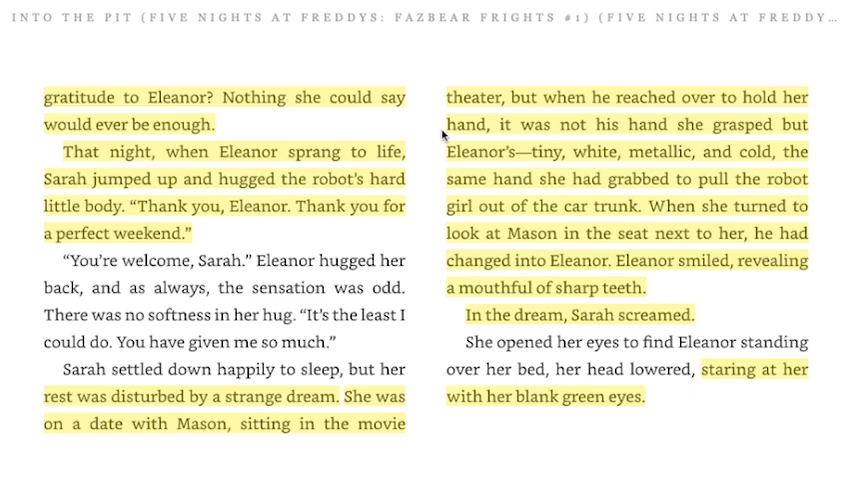 INTO THE PIT (FIVE NIGHTS AT FREDDYS: FAZBEAR FRIGHTS #1) (FIVE NIGHTS AT FREDDY...
gratitude to Eleanor? Nothing she could say
would ever be enough.
That night, when Eleanor sprang to life,
Sarah jumped up and hugged the robot’s hard
little body. “Thank you, Eleanor. Thank you for
a perfect weekend.”
“You’re welcome, Sarah.” Eleanor hugged her
back, and as always, the sensation was odd.
There was no softness in her hug. “It’s the least I
could do. You have given me so much.”
Sarah settled down happily to sleep, but her
rest was disturbed by a strange dream. She was
on a date with Mason, sitting in the movie
theater, but when he reached over to hold her
hand, it was not his hand she grasped but
Eleanor’s—tiny, white, metallic, and cold, the
same hand she had grabbed to pull the robot
girl out of the car trunk. When she turned to
look at Mason in the seat next to her, he had
changed into Eleanor. Eleanor smiled, revealing
a mouthful of sharp teeth.
In the dream, Sarah screamed.
She opened her eyes to find Eleanor standing
over her bed, her head lowered, staring at her
with her blank green eyes.